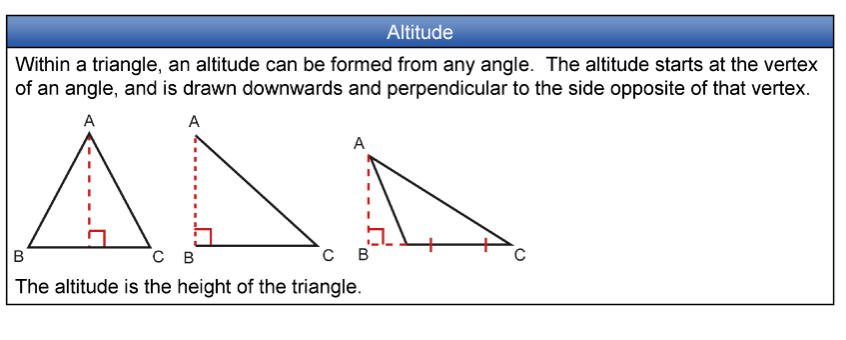 Altitude
Within a triangle, an altitude can be formed from any angle.  The altitude starts at the vertex
of an angle, and is drawn downwards and perpendicular to the side opposite of that vertex.
A A A
B C B C B C
The altitude is the height of the triangle.